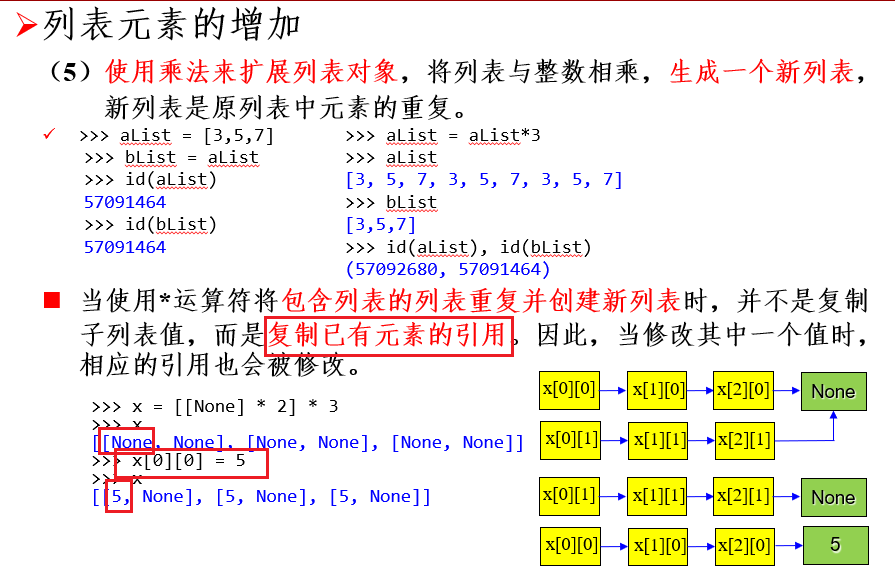 ➢列表元素的增加
（5）使用乘法来扩展列表对象，将列表与整数相乘，生成一个新列表，
新列表是原列表中元素的重复。
✓ >>> aList = [3,5,7]
>>> bList = aList
>>> id(aList)
57091464
>>> id(bList)
57091464
>>> aList = aList*3
>>> aList
[3, 5, 7, 3, 5, 7, 3, 5, 7]
>>> bList
[3,5,7]
>>> id(aList), id(bList)
(57092680, 57091464)
■ 当使用*运算符将包含列表的列表重复并创建新列表时，并不是复制
子列表值，而是复制已有元素的引用。因此，当修改其中一个值时，
相应的引用也会被修改。
>>> x = [[None] * 2] * 3
>>> x
[[None, None], [None, None], [None, None]]
>>> x[0][0] = 5
>>> x
[[5, None], [5, None], [5, None]]
x[0][0] x[1][0] x[2][0] None
x[0][1] x[1][1] x[2][1]
x[0][1] x[1][1] x[2][1] None
x[0][0] x[1][0] x[2][0] 5